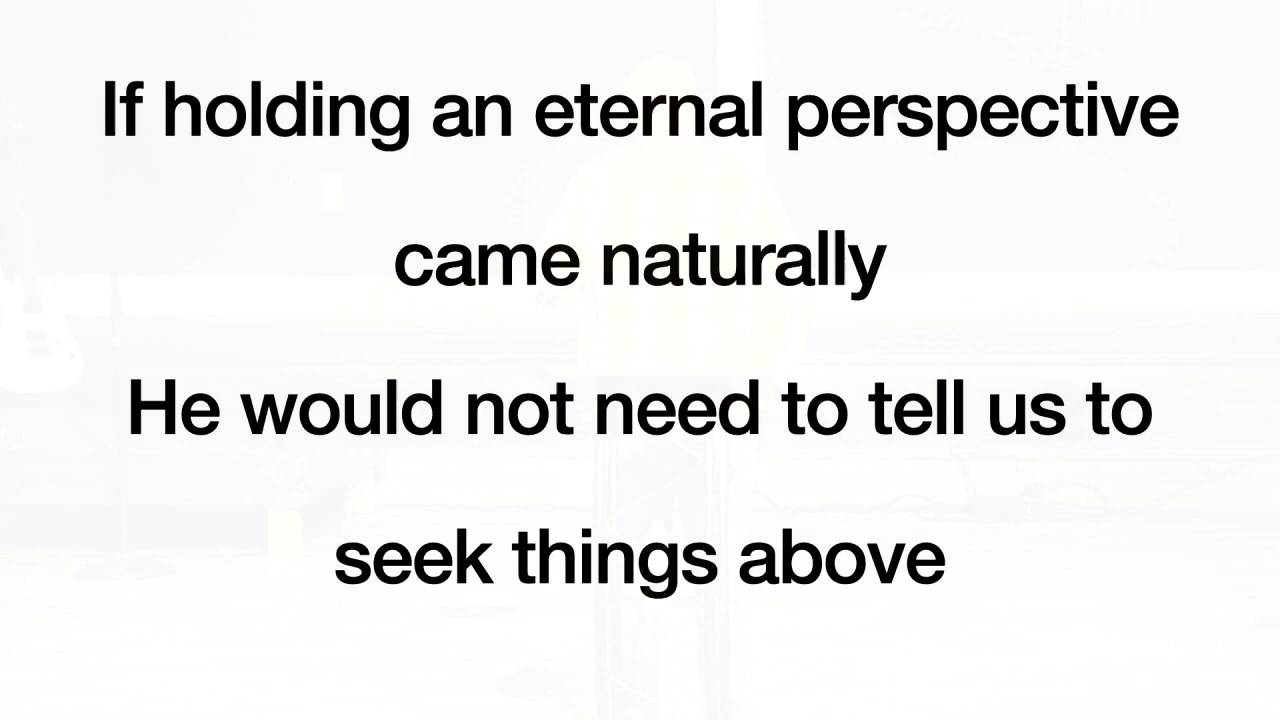 If holding an eternal perspective
came naturally
He would not need to tell us to
seek things above